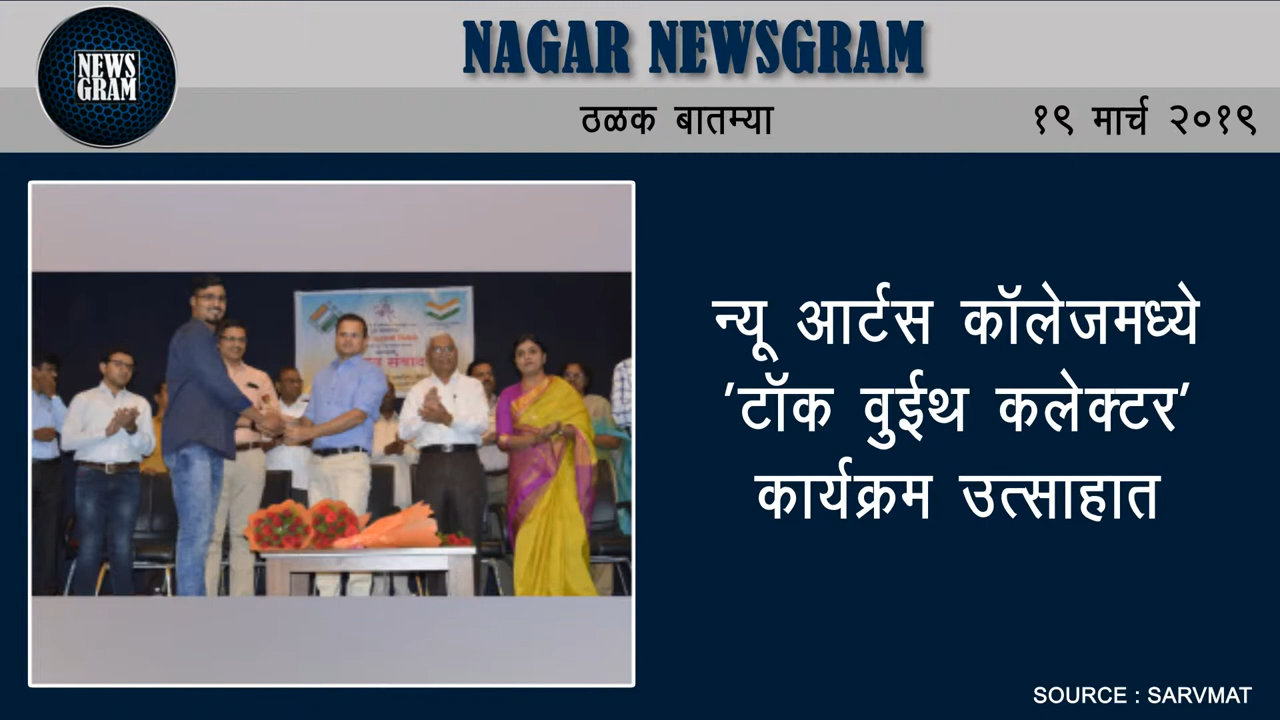 NEWS
GRAM
NAGAR NEWSGRAM
ठळक बातम्या
१९ मार्च २०१९
न्यू आर्टस कॉलेजमध्ये
'टॉक वुईथ कलेक्टर'
कार्यक्रम उत्साहात
SOURCE : SARVMAT